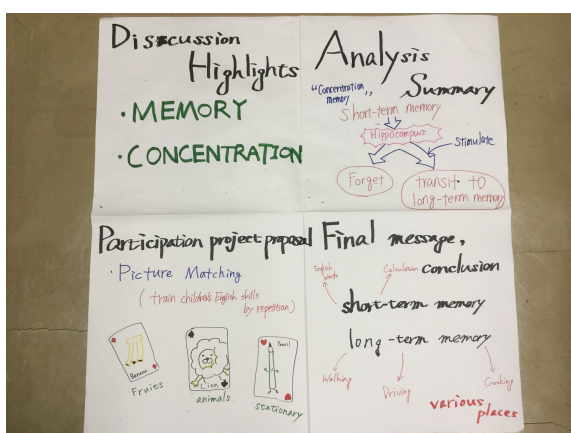 Discussion
Highlights
・MEMORY
・CONCENTRATION
Analysis
Summary
"Concentration
memory"
Short-term memory
Hippocampus
Stimulate
Forget
transit to
long-term memory
Participation project proposal
・Picture Matching
(train children's English skills
by repetition)
Banana
Fruits
Lion
animals
Pencil
stationary
Final message,
conclusion
English
words
Calculation
short-term memory
long-term memory
Walking
Driving
Cooking
various
places